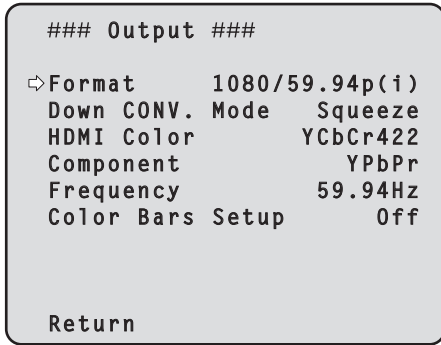 ### Output ###
⇨Format 1080/59.94p(i)
Down CONV. Mode Squeeze
HDMI Color YCbCr422
Component YPbPr
Frequency 59.94Hz
Color Bars Setup Off
Return